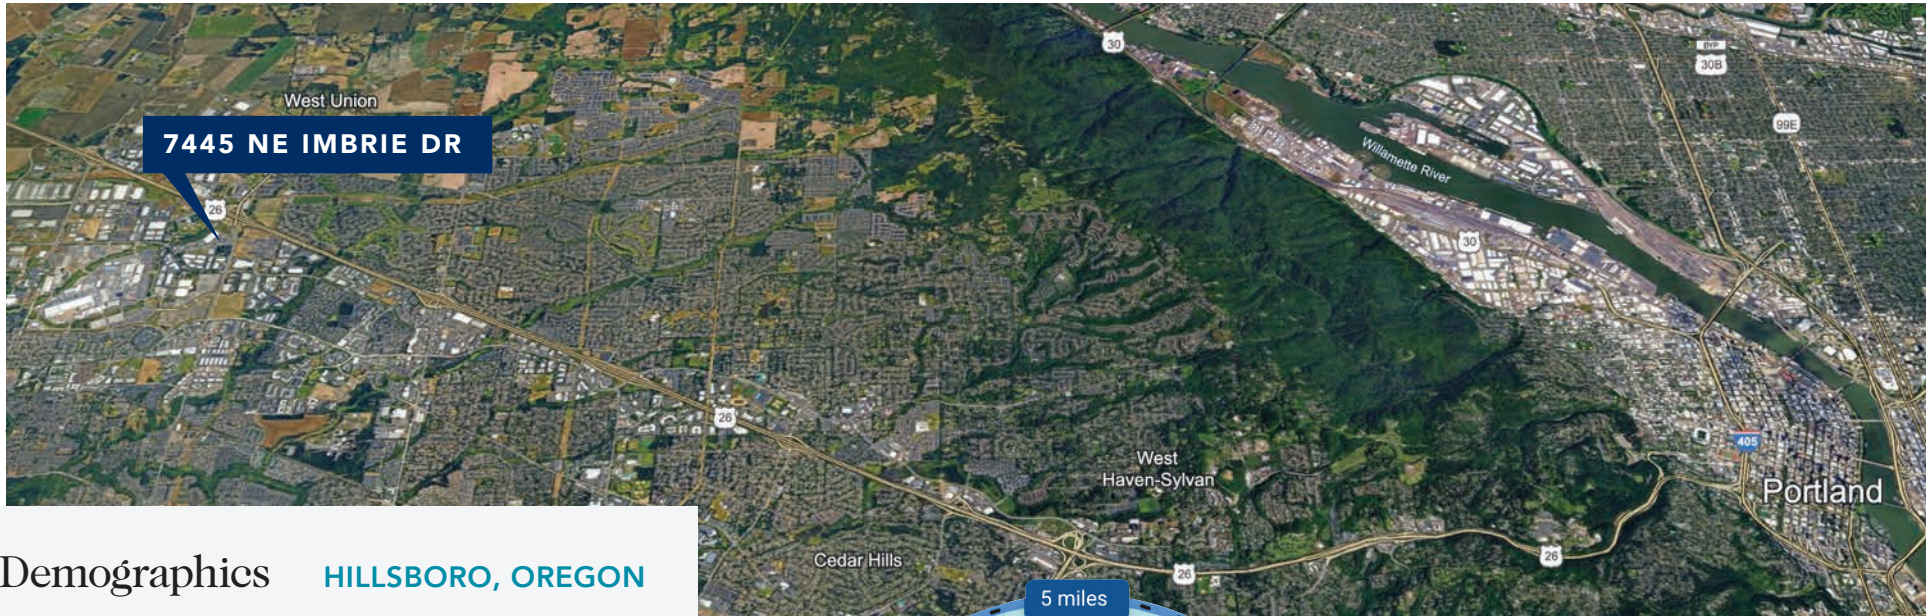 30
BYP
30B
West Union
99E
7445 NE IMBRIE DR
Willamette River
26
30
26
405
West
Haven-Sylvan
Portland
Cedar Hills
26
26
Demographics HILLSBORO, OREGON
5 miles